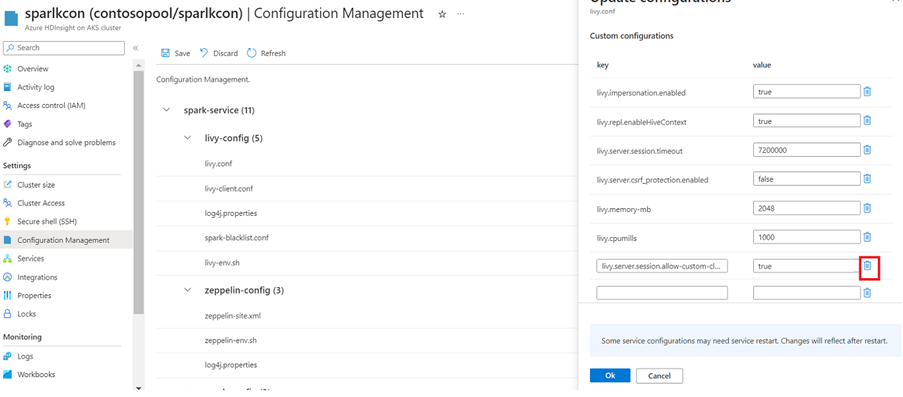 sparlkcon (contosopool/sparlkcon) | Configuration Management ☆ ···
Azure HDInsight on AKS cluster
Search «
Overview
Activity log
Access control (IAM)
Tags
Diagnose and solve problems
Settings
Cluster size
Cluster Access
Secure shell (SSH)
Configuration Management
Services
Integrations
Properties
Locks
Monitoring
Logs
Workbooks
Save Discard Refresh
Configuration Management.
spark-service (11)
livy-config (5)
livy.conf
livy-client.conf
log4j.properties
spark-blacklist.conf
livy-env.sh
zeppelin-config (3)
zeppelin-site.xml
zeppelin-env.sh
log4j.properties
Update configurations
livy.conf
Custom configurations
key value
livy.impersonation.enabled true
livy.repl.enableHiveContext true
livy.server.session.timeout 7200000
livy.server.csrf_protection.enabled false
livy.memory-mb 2048
livy.cpumills 1000
livy.server.session.allow-custom-cl... true
Some service configurations may need service restart. Changes will reflect after restart.
Ok Cancel